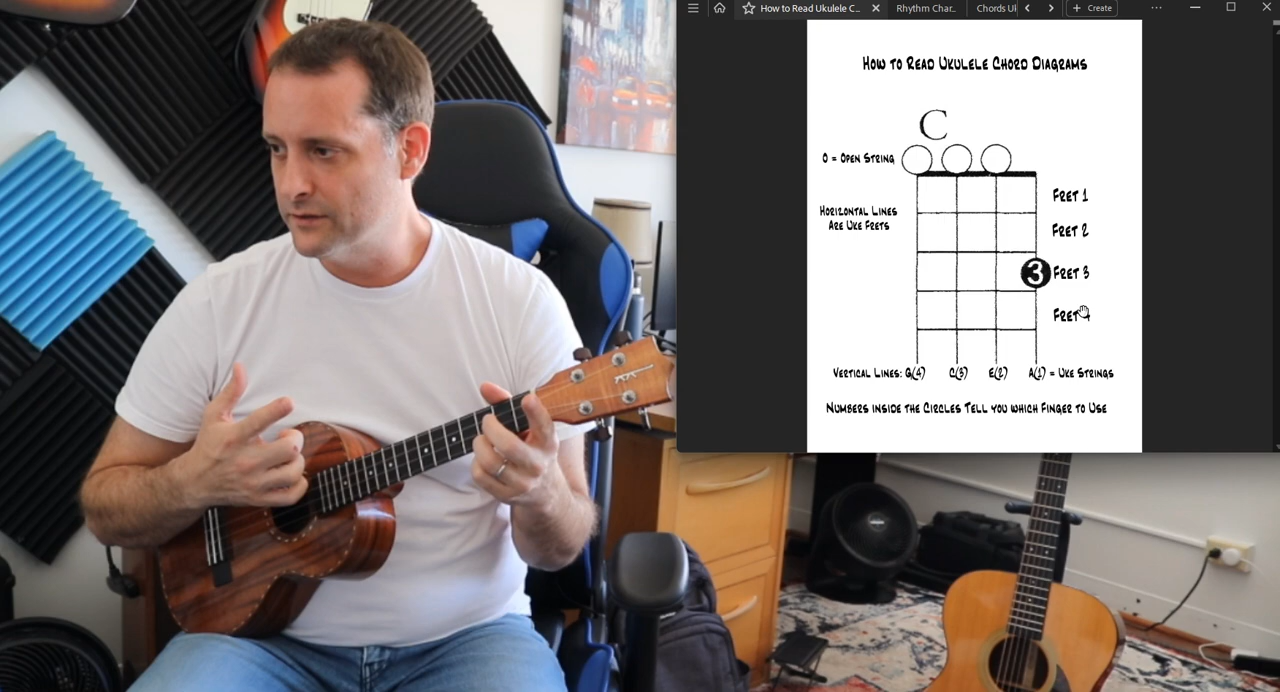 How to Read Ukulele C...
Rhythm Char...
Chords Ul
Create
How to Read Ukulele Chord Diagrams
C
O = Open String
Fret 1
Horizontal Lines
Are Uke Frets
Fret 2
3
Fret 3
Fret 4
Vertical Lines: G(4) C(3) E(2) A(1) = Uke Strings
Numbers inside the Circles Tell you which Finger to Use